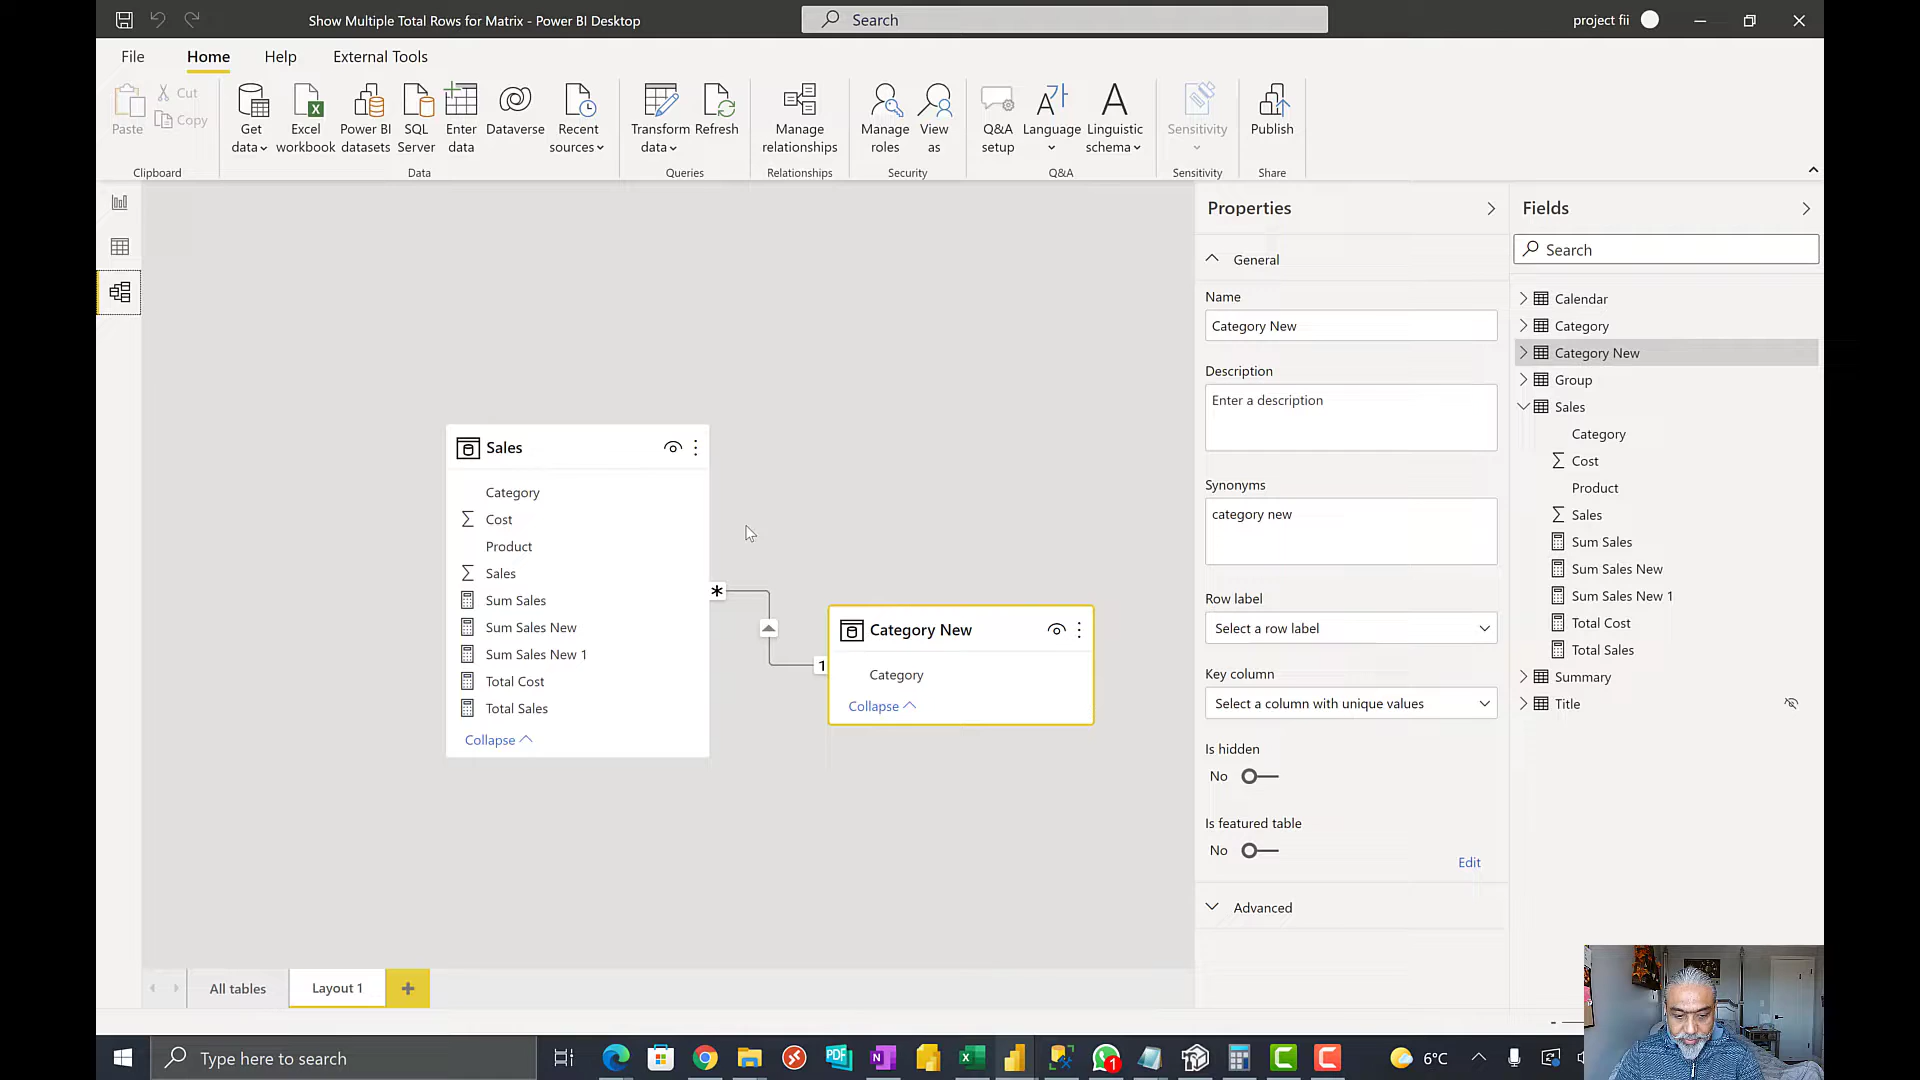 Show Multiple Total Rows for Matrix - Power BI Desktop
Search
project fii
File
Home
Help
External Tools
Paste
Cut
Copy
Clipboard
Get data
Excel workbook
Power BI datasets
SQL Server
Enter data
Dataverse
Recent sources
Data
Transform data
Refresh
Queries
Manage relationships
Relationships
Manage roles
View as
Security
Q&A setup
Language
Linguistic schema
Q&A
Sensitivity
Sensitivity
Publish
Share
Sales
Category
Cost
Product
Sales
Sum Sales
Sum Sales New
Sum Sales New 1
Total Cost
Total Sales
Collapse
*
1
Category New
Category
Collapse
Properties
General
Name
Category New
Description
Enter a description
Synonyms
category new
Row label
Select a row label
Key column
Select a column with unique values
Is hidden
No
Is featured table
No
Edit
Advanced
Fields
Search
Calendar
Category
Category New
Group
Sales
Category
Cost
Product
Sales
Sum Sales
Sum Sales New
Sum Sales New 1
Total Cost
Total Sales
Summary
Title
All tables
Layout 1
+
Type here to search
1
6°C